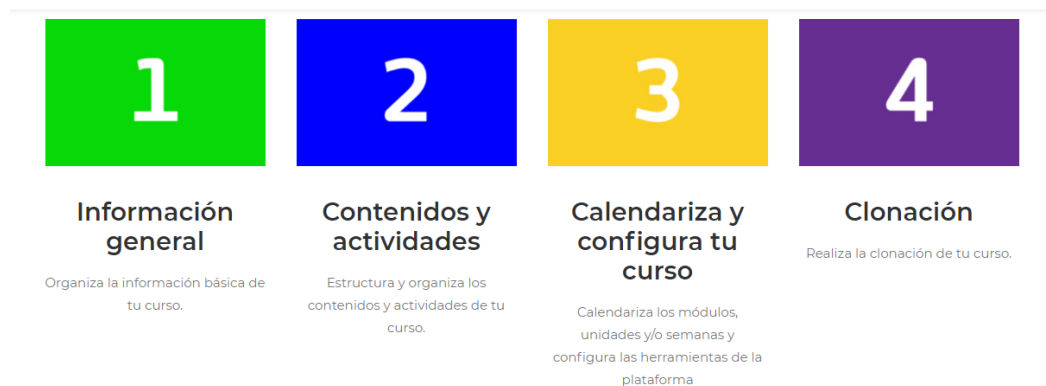 1
Información
general
Organiza la información básica de
tu curso.
2
Contenidos y
actividades
Estructura y organiza los
contenidos y actividades de tu
curso.
3
Calendariza y
configura tu
curso
Calendariza los módulos,
unidades y/o semanas y
configura las herramientas de la
plataforma
4
Clonación
Realiza la clonación de tu curso.